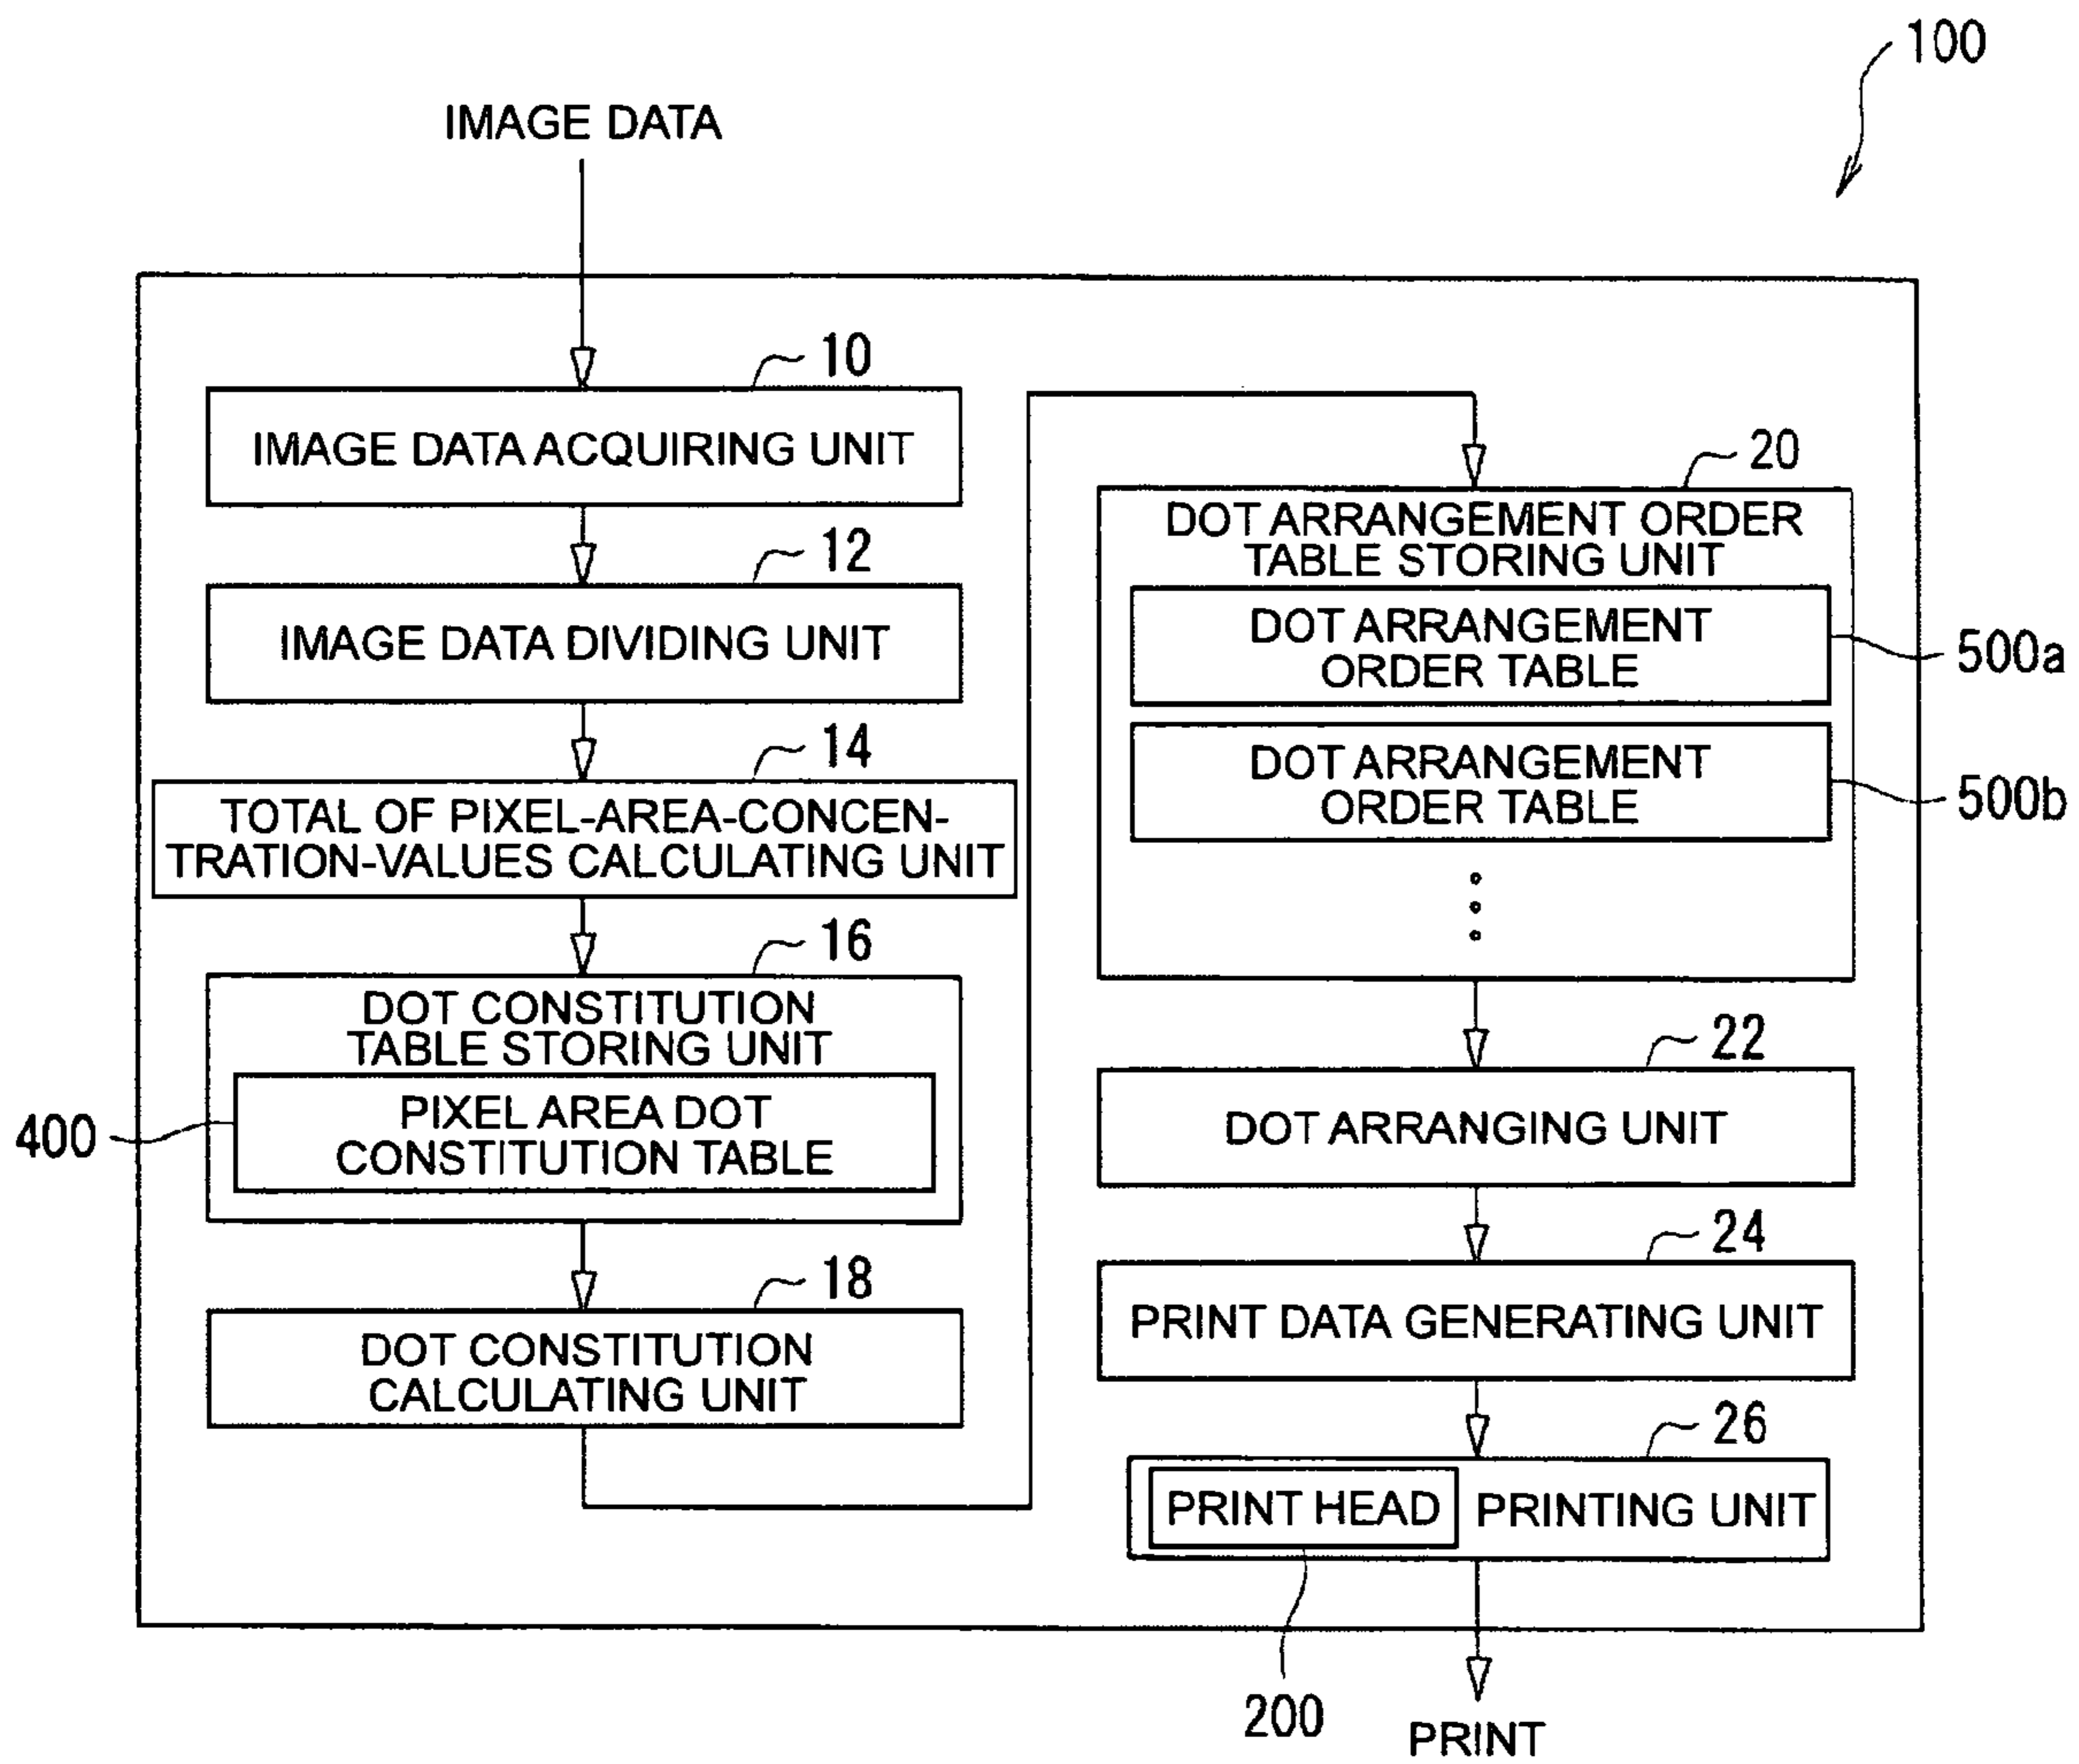 100
IMAGE DATA
10
IMAGE DATA ACQUIRING UNIT
12
IMAGE DATA DIVIDING UNIT
14
TOTAL OF PIXEL-AREA-CONCEN-
TRATION-VALUES CALCULATING UNIT
16
DOT CONSTITUTION
TABLE STORING UNIT
400
PIXEL AREA DOT
CONSTITUTION TABLE
18
DOT CONSTITUTION
CALCULATING UNIT
20
DOT ARRANGEMENT ORDER
TABLE STORING UNIT
DOT ARRANGEMENT
ORDER TABLE
500a
DOT ARRANGEMENT
ORDER TABLE
500b
22
DOT ARRANGING UNIT
24
PRINT DATA GENERATING UNIT
26
PRINT HEAD
PRINTING UNIT
200
PRINT